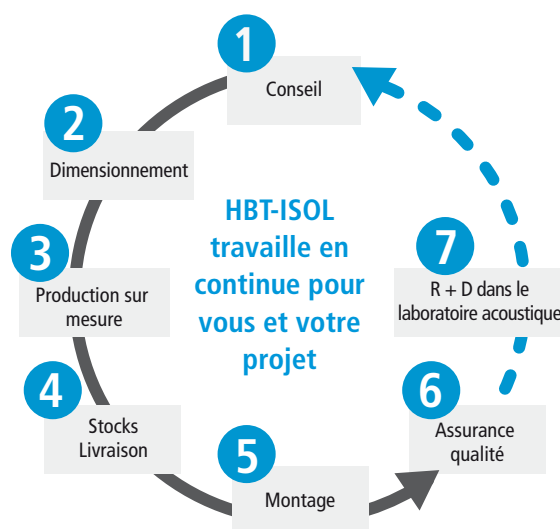 1
Conseil
2
Dimensionnement
3
Production sur
mesure
4
Stocks
Livraison
5
Montage
6
Assurance
qualité
7
R + D dans le
laboratoire acoustique
HBT-ISOL
travaille en
continue pour
vous et votre
projet